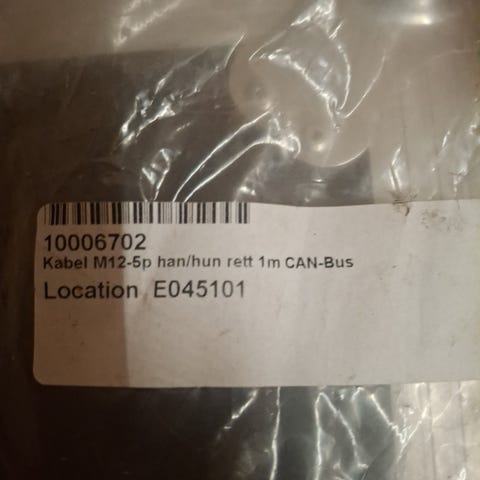 10006702
Kabel M12-5p han/hun rett 1m CAN-Bus
Location E045101